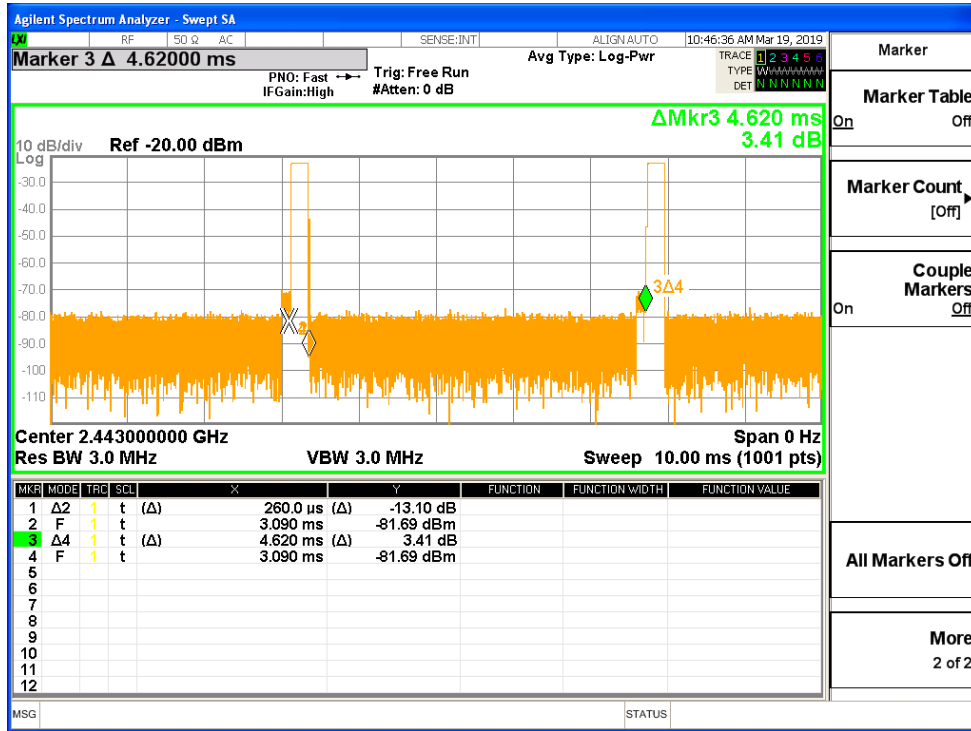 Agilent Spectrum Analyzer - Swept SA
LXI RF 50 Ω AC SENSE:INT ALIGN AUTO 10:46:36 AM Mar 19, 2019
Marker 3 Δ 4.62000 ms
PNO: Fast
IFGain:High
Trig: Free Run
#Atten: 0 dB
Avg Type: Log-Pwr
TRACE 1 2 3 4 5 6
TYPE W
DET N N N N N N
ΔMkr3 4.620 ms
3.41 dB
10 dB/div Ref -20.00 dBm
Log
-30.0
-40.0
-50.0
-60.0
-70.0
-80.0
-90.0
-100
-110
2
3Δ4
Center 2.443000000 GHz Span 0 Hz
Res BW 3.0 MHz VBW 3.0 MHz Sweep 10.00 ms (1001 pts)
MKR MODE TRC SCL X Y FUNCTION FUNCTION WIDTH FUNCTION VALUE
1 Δ2 1 t (Δ) 260.0 µs (Δ) -13.10 dB
2 F 1 t 3.090 ms -81.69 dBm
3 Δ4 1 t (Δ) 4.620 ms (Δ) 3.41 dB
4 F 1 t 3.090 ms -81.69 dBm
5
6
7
8
9
10
11
12
MSG STATUS
Marker
Marker Table
On Off
Marker Count
[Off]
Couple
Markers
On Off
All Markers Off
More
2 of 2